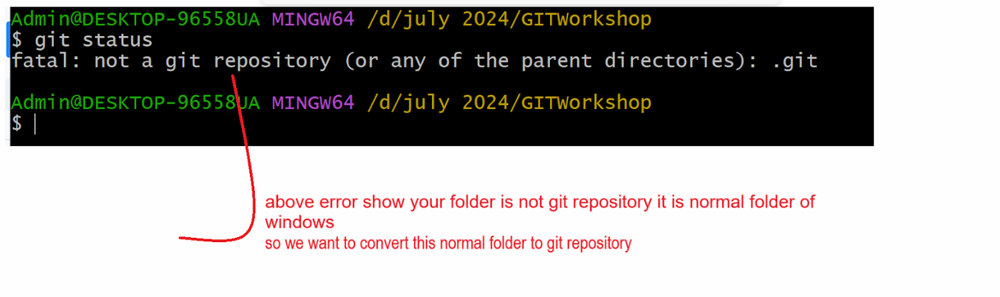 Admin@DESKTOP-96558UA MINGW64 /d/july 2024/GITWorkshop
$ git status
fatal: not a git repository (or any of the parent directories): .git
Admin@DESKTOP-96558UA MINGW64 /d/july 2024/GITWorkshop
$
above error show your folder is not git repository it is normal folder of
windows
so we want to convert this normal folder to git repository